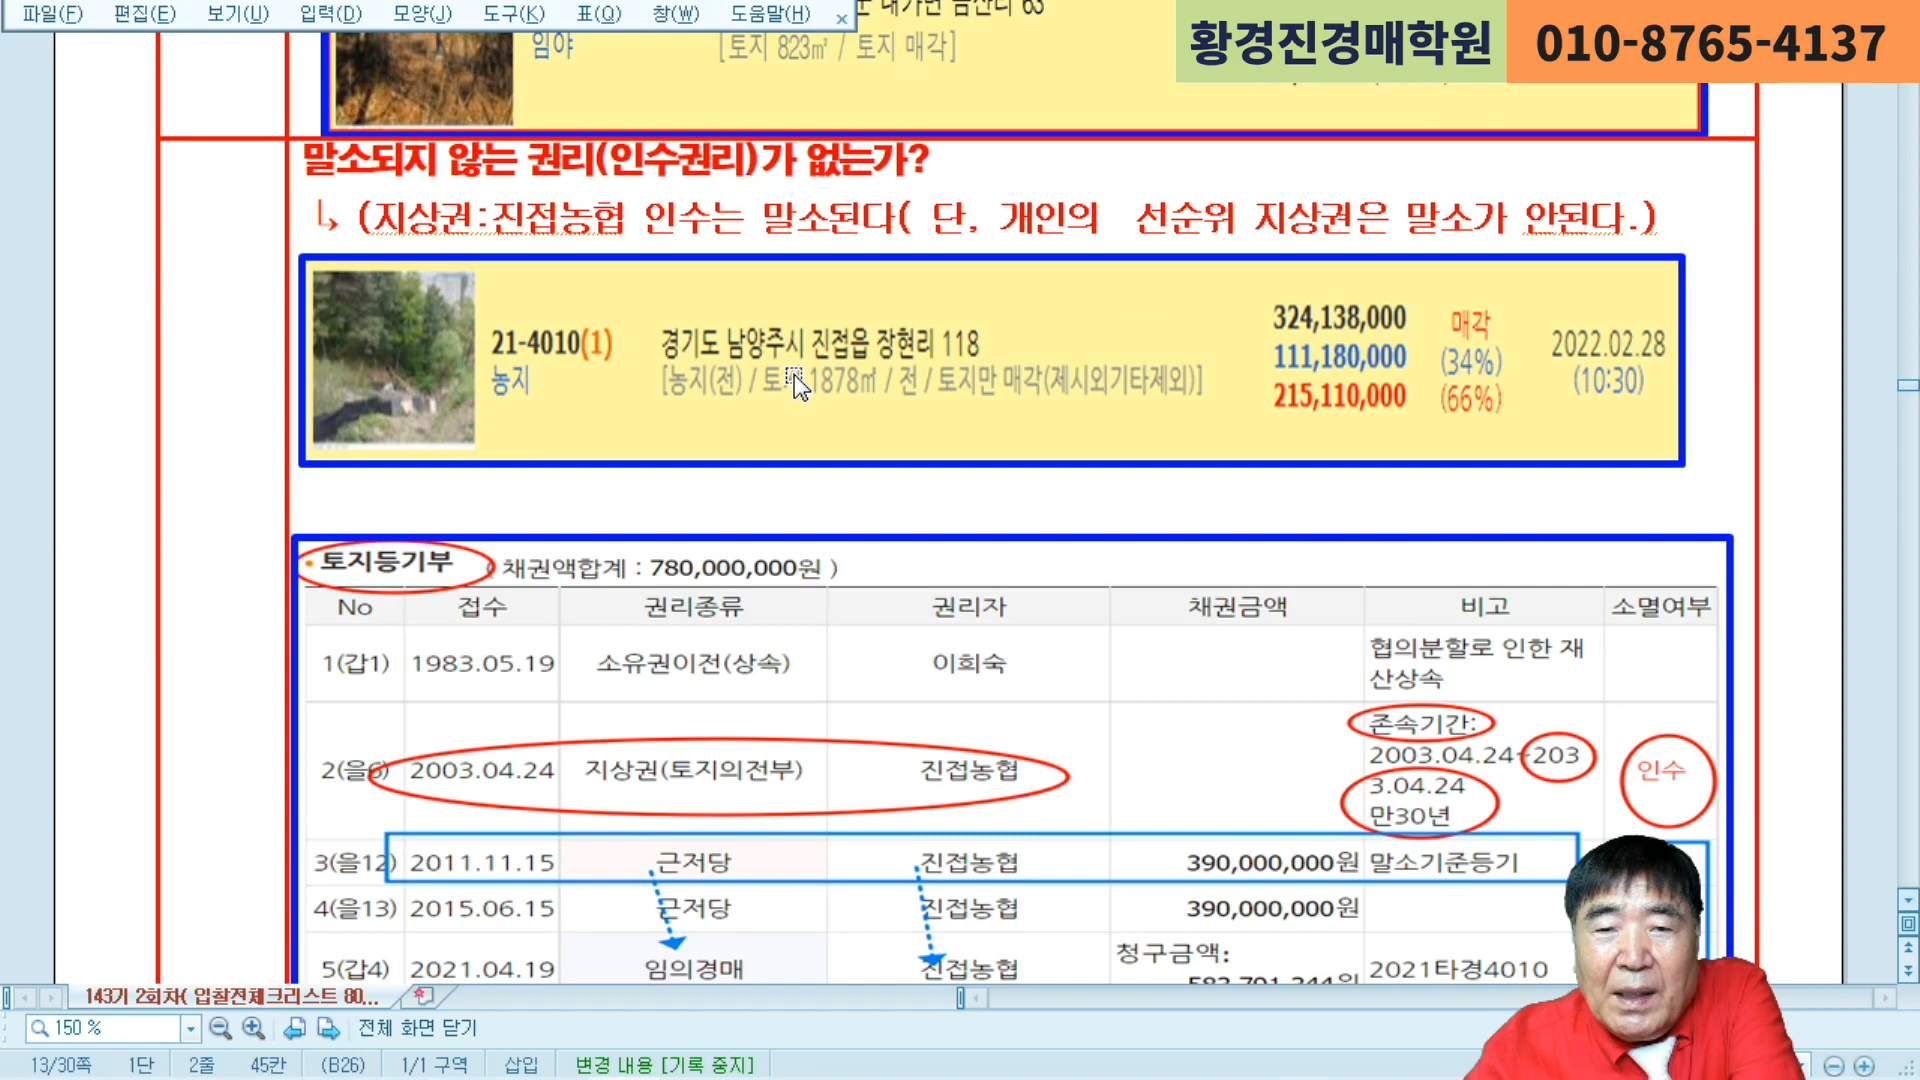 파일(F) 편집(E) 보기(U) 입력(D) 모양(J) 도구(K) 표(Q) 창(W) 도움말(H) x
황경진경매학원 010-8765-4137
임야 [토지 823㎡ / 토지 매각]
말소되지 않는 권리(인수권리)가 없는가?
↳ (지상권:진접농협 인수는 말소된다( 단, 개인의 선순위 지상권은 말소가 안된다.)
324,138,000 매각
21-4010(1) 경기도 남양주시 진접읍 장현리 118 111,180,000 (34%) 2022.02.28
농지 [농지(전) / 토지 1878㎡ / 전 / 토지만 매각(제시외기타제외)] 215,110,000 (66%) (10:30)
• 토지등기부 ( 채권액합계 : 780,000,000원 )
No 접수 권리종류 권리자 채권금액 비고 소멸여부
1(갑1) 1983.05.19 소유권이전(상속) 이희숙 협의분할로 인한 재
산상속
존속기간:
2003.04.24~203
2(을6) 2003.04.24 지상권(토지의전부) 진접농협 인수
3.04.24
만30년
3(을12) 2011.11.15 근저당 진접농협 390,000,000원 말소기준등기
4(을13) 2015.06.15 근저당 진접농협 390,000,000원
청구금액:
5(갑4) 2021.04.19 임의경매 진접농협 2021타경4010
143기 2회차( 입찰전체크리스트 80...
150 % 전체 화면 닫기
13/30쪽 1단 2줄 45칸 (B26) 1/1 구역 삽입 변경 내용 [기록 중지]